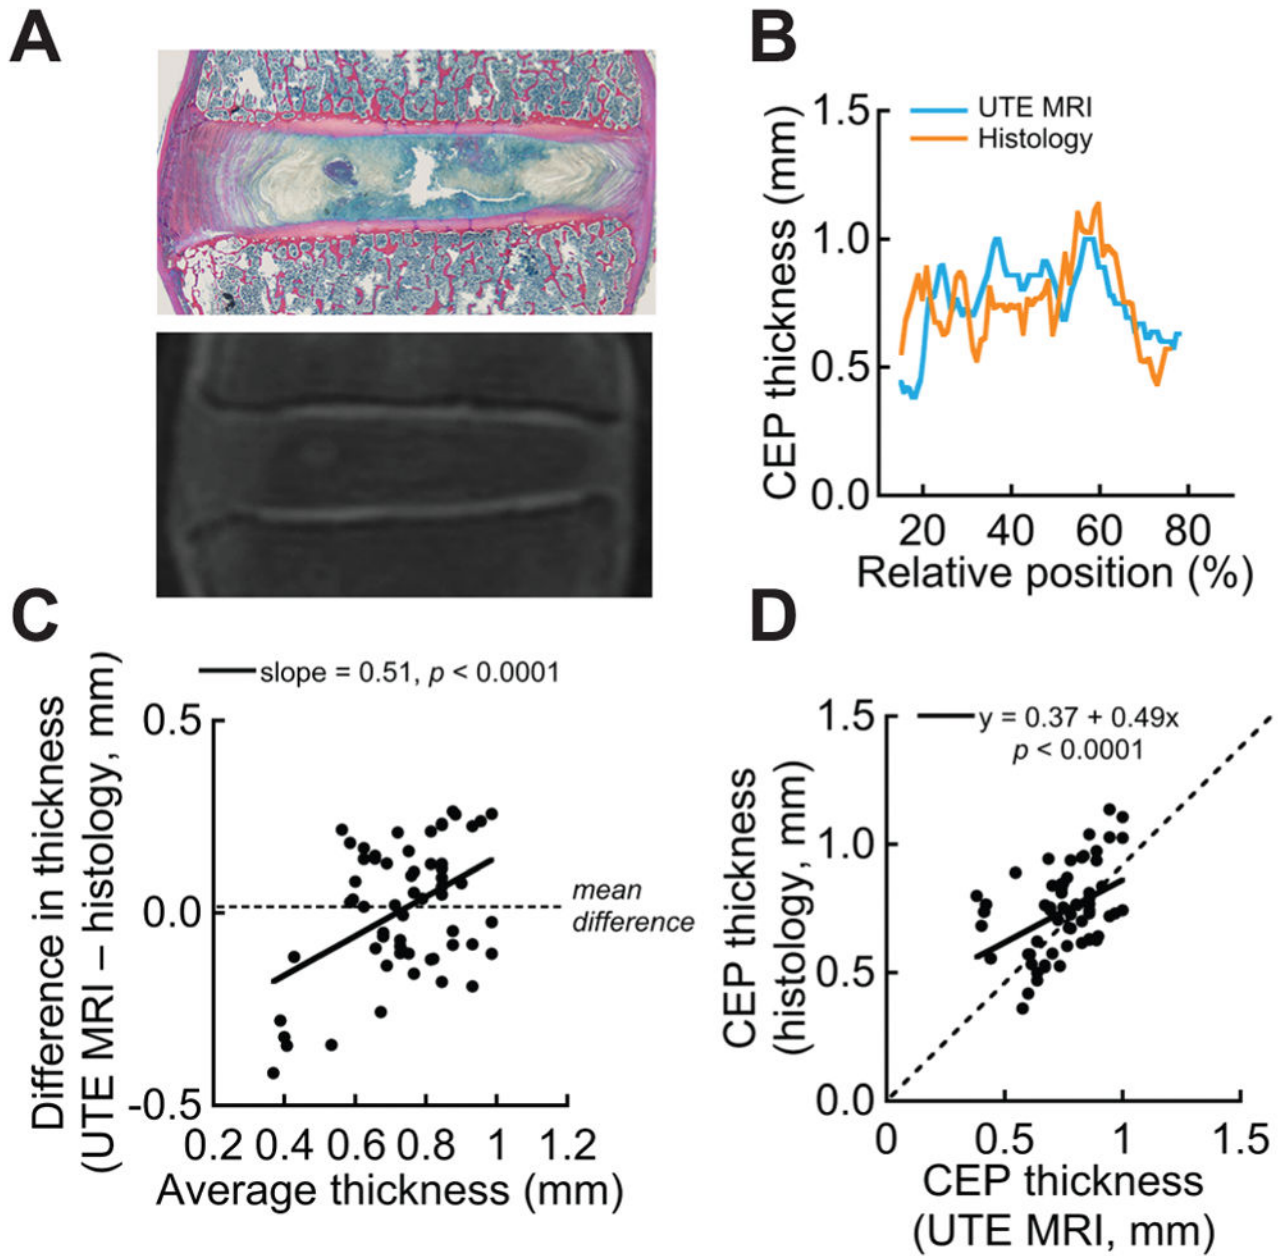 A
B
CEP thickness (mm)
1.5
1.0
0.5
0.0
UTE MRI
Histology
20 40 60 80
Relative position (%)
C
slope = 0.51, p < 0.0001
Difference in thickness
(UTE MRI – histology, mm)
0.5
0.0
-0.5
mean
difference
0.2 0.4 0.6 0.8 1 1.2
Average thickness (mm)
D
y = 0.37 + 0.49x
p < 0.0001
CEP thickness
(histology, mm)
1.5
1.0
0.5
0.0
0 0.5 1 1.5
CEP thickness
(UTE MRI, mm)